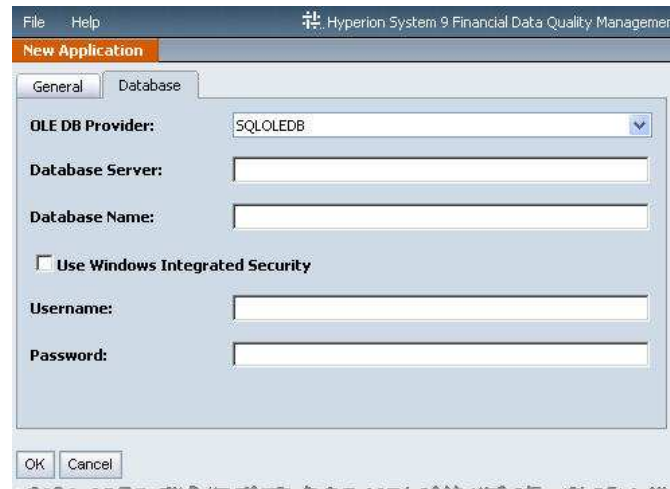 File Help Hyperion System 9 Financial Data Quality
New Application
General Database
OLE DB Provider: SQLOLEDB
Database Server:
Database Name:
Use Windows Integrated Security
Username:
Password:
OK Cancel